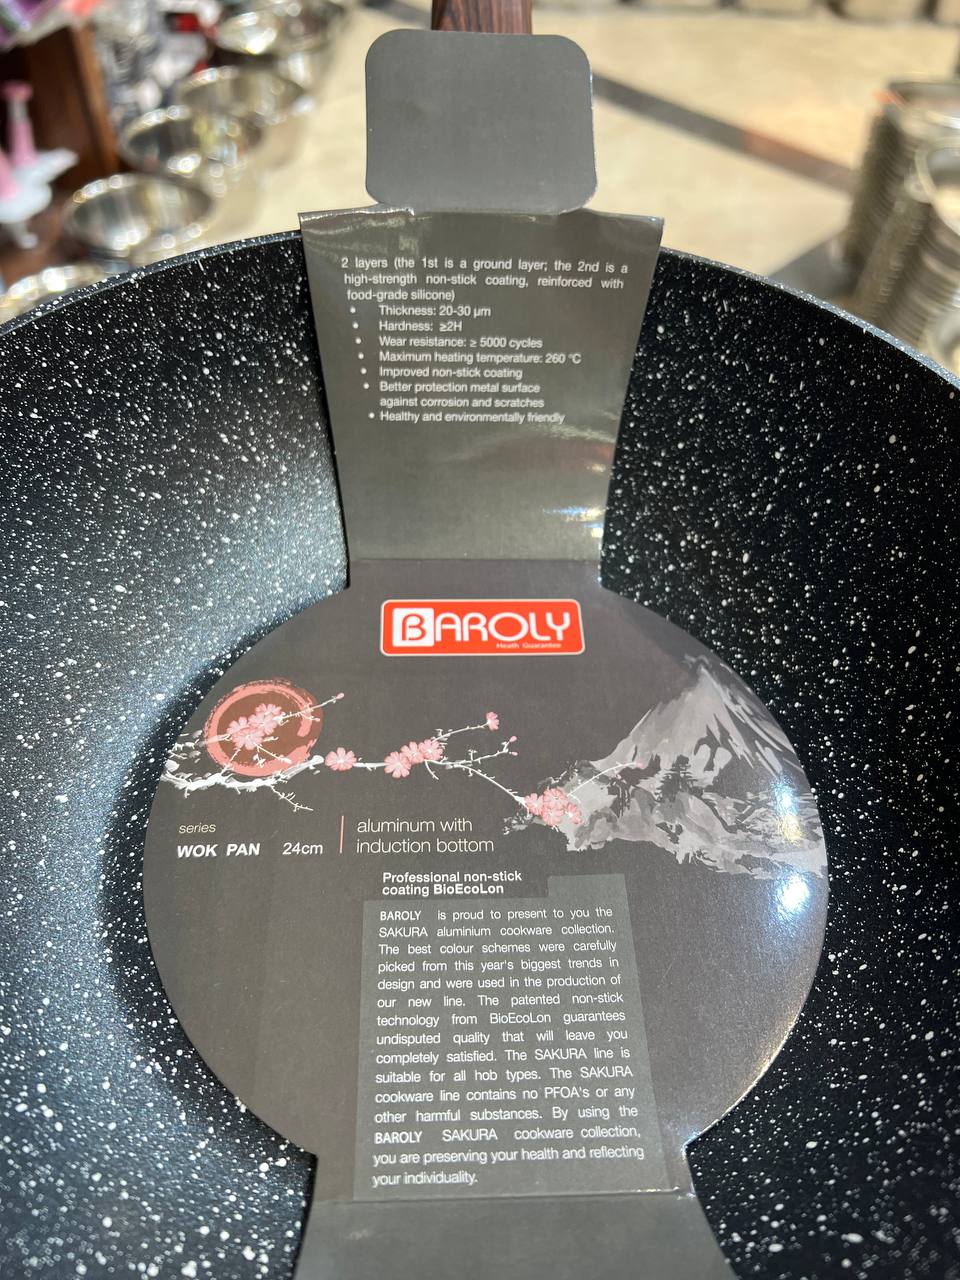 2 layers (the 1st is a ground layer; the 2nd is a
high-strength non-stick coating, reinforced with
food-grade silicone)
• Thickness: 20-30 µm
• Hardness: ≥2H
• Wear resistance: ≥ 5000 cycles
• Maximum heating temperature: 260 °C
• Improved non-stick coating
• Better protection metal surface
against corrosion and scratches
• Healthy and environmentally friendly
BAROLY
Heath Guarantee
series
WOK PAN 24cm
aluminum with
induction bottom
Professional non-stick
coating BioEcoLon
BAROLY is proud to present to you the
SAKURA aluminium cookware collection.
The best colour schemes were carefully
picked from this year's biggest trends in
design and were used in the production of
our new line. The patented non-stick
technology from BioEcoLon guarantees
undisputed quality that will leave you
completely satisfied. The SAKURA line is
suitable for all hob types. The SAKURA
cookware line contains no PFOA's or any
other harmful substances. By using the
BAROLY SAKURA cookware collection,
you are preserving your health and reflecting
your individuality.